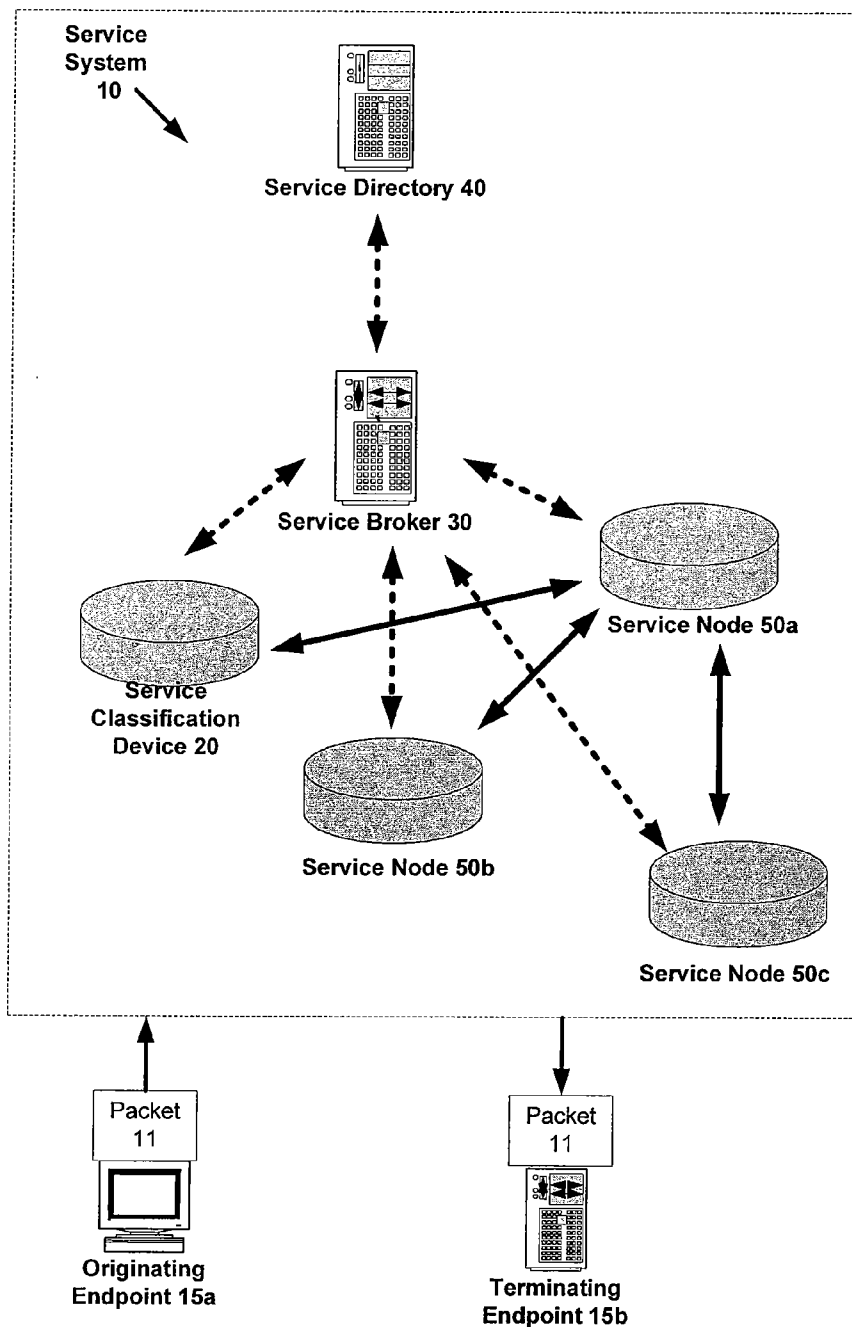 Service
System
10
Service Directory 40
Service Broker 30
Service Node 50a
Service
Classification
Device 20
Service Node 50b
Service Node 50c
Packet
11
Packet
11
Originating
Endpoint 15a
Terminating
Endpoint 15b